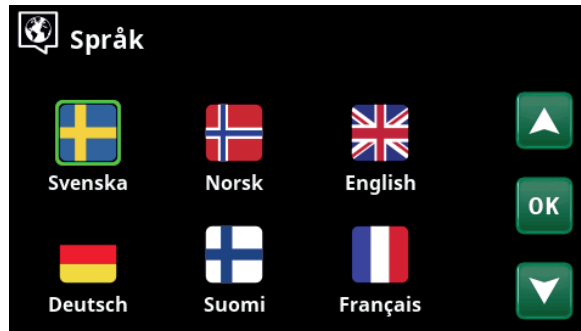 Språk
Svenska
Norsk
English
OK
Deutsch
Suomi
Français